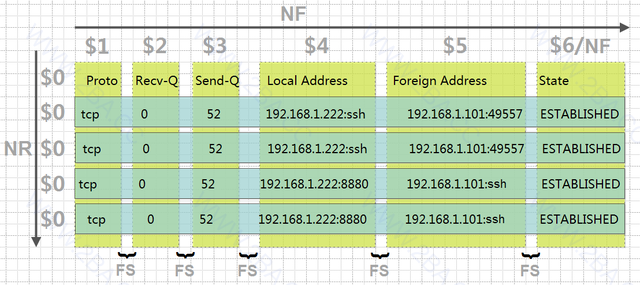 NF
$1 $2 $3 $4 $5 $6/NF
$0 Proto Recv-Q Send-Q Local Address Foreign Address State
$0 tcp 0 52 192.168.1.222:ssh 192.168.1.101:49557 ESTABLISHED
NR
$0 tcp 0 52 192.168.1.222:ssh 192.168.1.101:49557 ESTABLISHED
$0 tcp 0 52 192.168.1.222:8880 192.168.1.101:ssh ESTABLISHED
$0 tcp 0 52 192.168.1.222:8880 192.168.1.101:ssh ESTABLISHED
FS FS FS FS FS